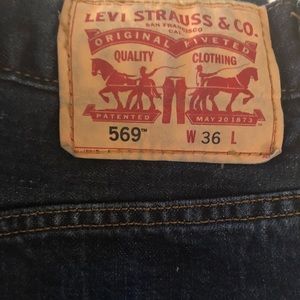 LEVI STRAUSS & CO.
SAN FRANCISCO
CAL
ORIGINAL RIVETED
QUALITY CLOTHING
PATENTED MAY 20 1873
569™ W 36 L